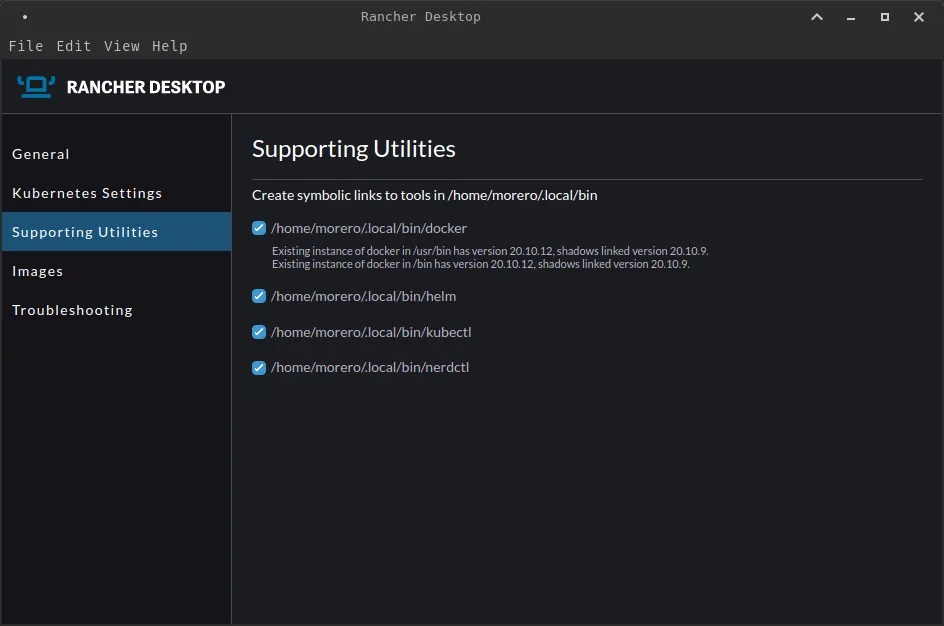 Rancher Desktop
File Edit View Help
RANCHER DESKTOP
General
Kubernetes Settings
Supporting Utilities
Images
Troubleshooting
Supporting Utilities
Create symbolic links to tools in /home/morero/.local/bin
/home/morero/.local/bin/docker
Existing instance of docker in /usr/bin has version 20.10.12, shadows linked version 20.10.9.
Existing instance of docker in /bin has version 20.10.12, shadows linked version 20.10.9.
/home/morero/.local/bin/helm
/home/morero/.local/bin/kubectl
/home/morero/.local/bin/nerdctl